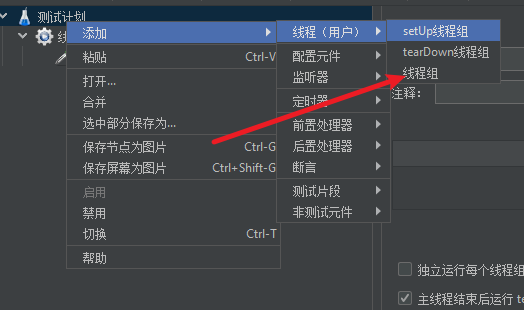 测试计划
线
添加
粘贴 Ctrl-V
打开...
合并
选中部分保存为...
保存节点为图片 Ctrl-G
保存屏幕为图片 Ctrl+Shift-G
启用
禁用
切换 Ctrl-T
帮助
线程（用户）
配置元件
监听器
定时器
前置处理器
后置处理器
断言
测试片段
非测试元件
setUp线程组
tearDown线程组
线程组
注释：
独立运行每个线程组
主线程结束后运行 te